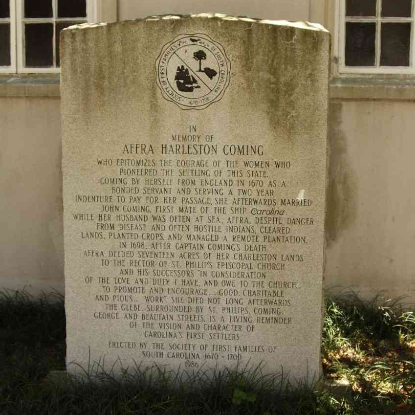 IN
MEMORY OF
AFFRA HARLESTON COMING
WHO EPITOMIZES THE COURAGE OF THE WOMEN WHO
PIONEERED THE SETTLING OF THIS STATE.
COMING BY HERSELF FROM ENGLAND IN 1670 AS A
BONDED SERVANT AND SERVING A TWO YEAR
INDENTURE TO PAY FOR HER PASSAGE, SHE AFTERWARDS MARRIED
JOHN COMING, FIRST MATE OF THE SHIP Carolina.
WHILE HER HUSBAND WAS OFTEN AT SEA, AFFRA, DESPITE DANGER
FROM DISEASE AND OFTEN HOSTILE INDIANS, CLEARED
LANDS, PLANTED CROPS, AND MANAGED A REMOTE PLANTATION.
IN 1698, AFTER CAPTAIN COMING'S DEATH,
AFFRA DEEDED SEVENTEEN ACRES OF HER CHARLESTON LANDS
TO THE RECTOR OF ST. PHILIP'S EPISCOPAL CHURCH
AND HIS SUCCESSORS "IN CONSIDERATION
OF THE LOVE AND DUTY I HAVE, AND OWE TO THE CHURCH,
TO PROMOTE AND ENCOURAGE ...GOOD, CHARITABLE
AND PIOUS... WORK". SHE DIED NOT LONG AFTERWARDS.
THE GLEBE, SURROUNDED BY ST. PHILIPS, COMING,
GEORGE AND BEAUFAIN STREETS, IS A LIVING REMINDER
OF THE VISION AND CHARACTER OF
CAROLINA'S FIRST SETTLERS
ERECTED BY THE SOCIETY OF FIRST FAMILIES OF
SOUTH CAROLINA 1670 - 1700
1986